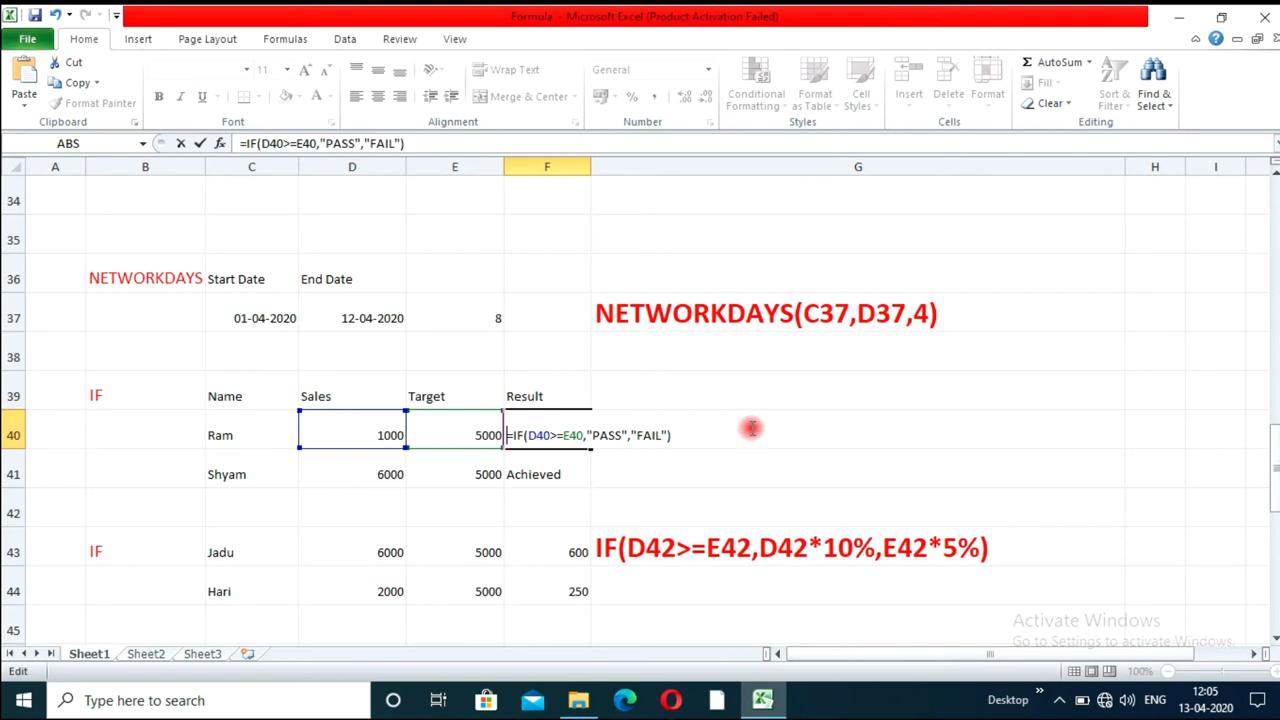 Formula - Microsoft Excel (Product Activation Failed)
File Home Insert Page Layout Formulas Data Review View
Paste
Cut
Copy
Format Painter
Clipboard
11
B I U
Font
Wrap Text
Merge & Center
Alignment
General
Number
Conditional Formatting
Format as Table
Cell Styles
Styles
Insert Delete Format
Cells
AutoSum
Fill
Clear
Sort & Filter
Find & Select
Editing
ABS =IF(D40>=E40,"PASS","FAIL")
A B C D E F G H I
34
35
36 NETWORKDAYS Start Date End Date
37 01-04-2020 12-04-2020 8 NETWORKDAYS(C37,D37,4)
38
39 IF Name Sales Target Result
40 Ram 1000 5000 =IF(D40>=E40,"PASS","FAIL")
41 Shyam 6000 5000 Achieved
42
43 IF Jadu 6000 5000 600 IF(D42>=E42,D42*10%,E42*5%)
44 Hari 2000 5000 250
45
Activate Windows
Go to Settings to activate Windows.
Sheet1 Sheet2 Sheet3
Edit 100%
Type here to search
Desktop ENG 12:05
13-04-2020